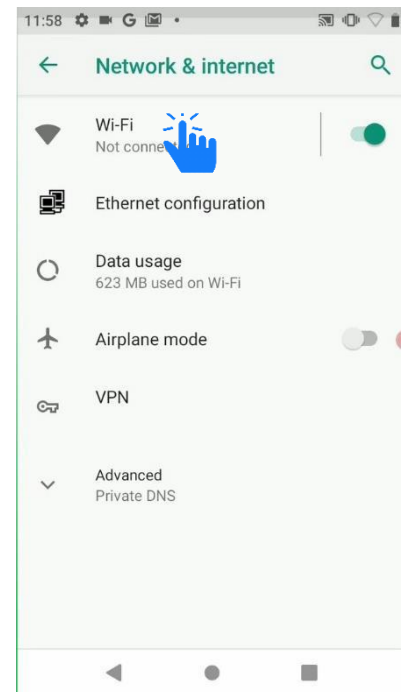 11:58
G M
Network & internet
Wi-Fi
Not conne
Ethernet configuration
Data usage
623 MB used on Wi-Fi
Airplane mode
VPN
Advanced
Private DNS